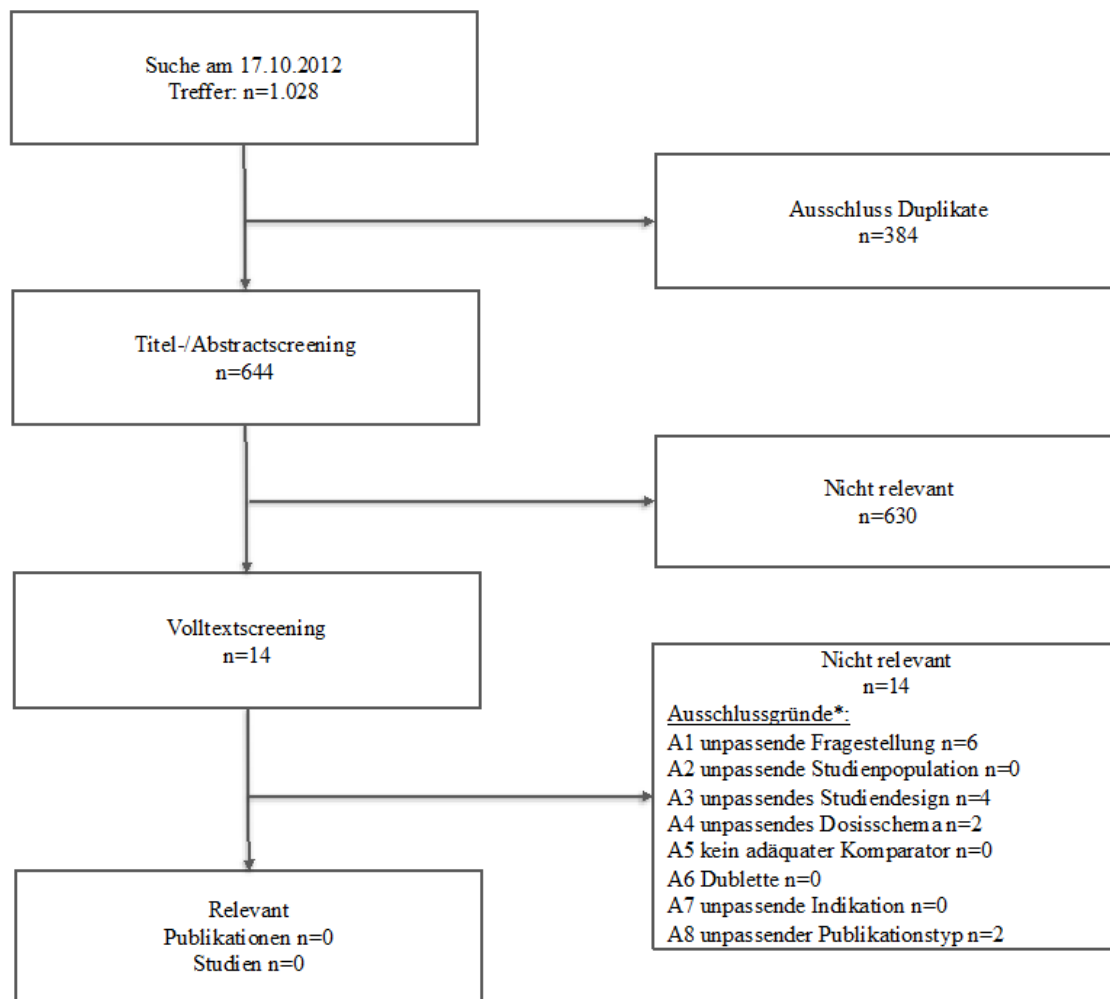 Suche am 17.10.2012
Treffer: n=1.028
Ausschluss Duplikate
n=384
Titel-/Abstractscreening
n=644
Nicht relevant
n=630
Volltextscreening
n=14
Nicht relevant
n=14
Ausschlussgründe*:
A1 unpassende Fragestellung n=6
A2 unpassende Studienpopulation n=0
A3 unpassendes Studiendesign n=4
A4 unpassendes Dosisschema n=2
A5 kein adäquater Komparator n=0
A6 Dublette n=0
A7 unpassende Indikation n=0
A8 unpassender Publikationstyp n=2
Relevant
Publikationen n=0
Studien n=0